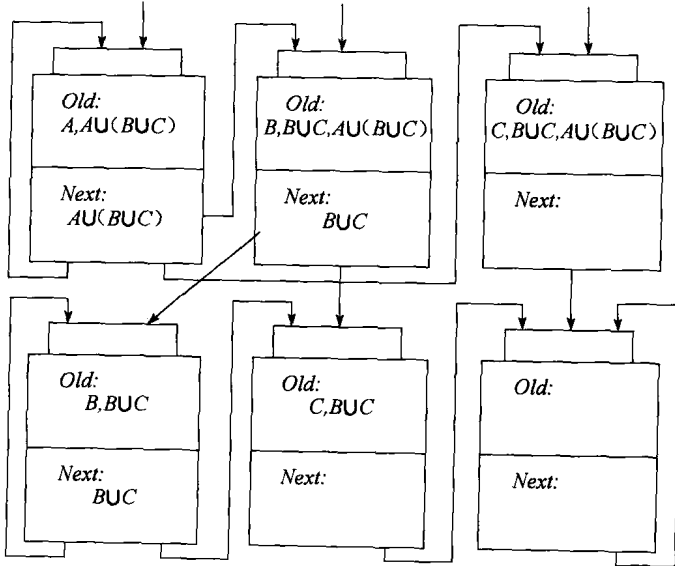 Old:
A,A∪(B∪C)
Next:
A∪(B∪C)
Old:
B,B∪C,A∪(B∪C)
Next:
B∪C
Old:
C,B∪C,A∪(B∪C)
Next:
Old:
B,B∪C
Next:
B∪C
Old:
C,B∪C
Next:
Old:
Next: